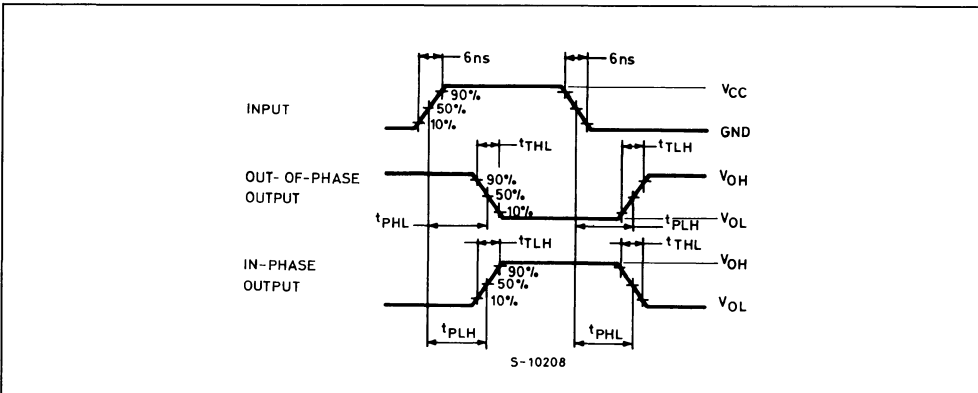 6ns
6ns
VCC
90%
50%
10%
INPUT
GND
tTHL
tTLH
OUT-OF-PHASE
OUTPUT
90%
50%
10%
VOH
VOL
tPHL
tPLH
tTLH
tTHL
IN-PHASE
OUTPUT
90%
50%
10%
VOH
VOL
tPLH
tPHL
S-10208